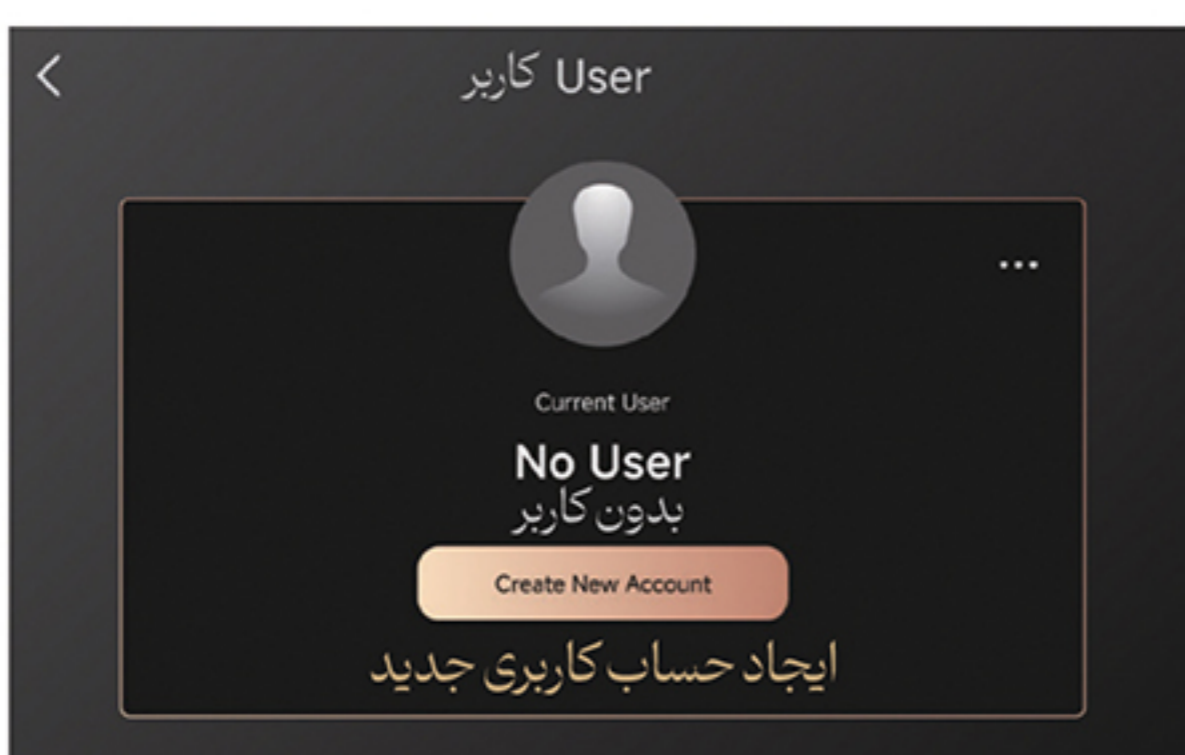 کاربر User
Current User
No User
بدون کاربر
Create New Account
ایجاد حساب کاربری جدید